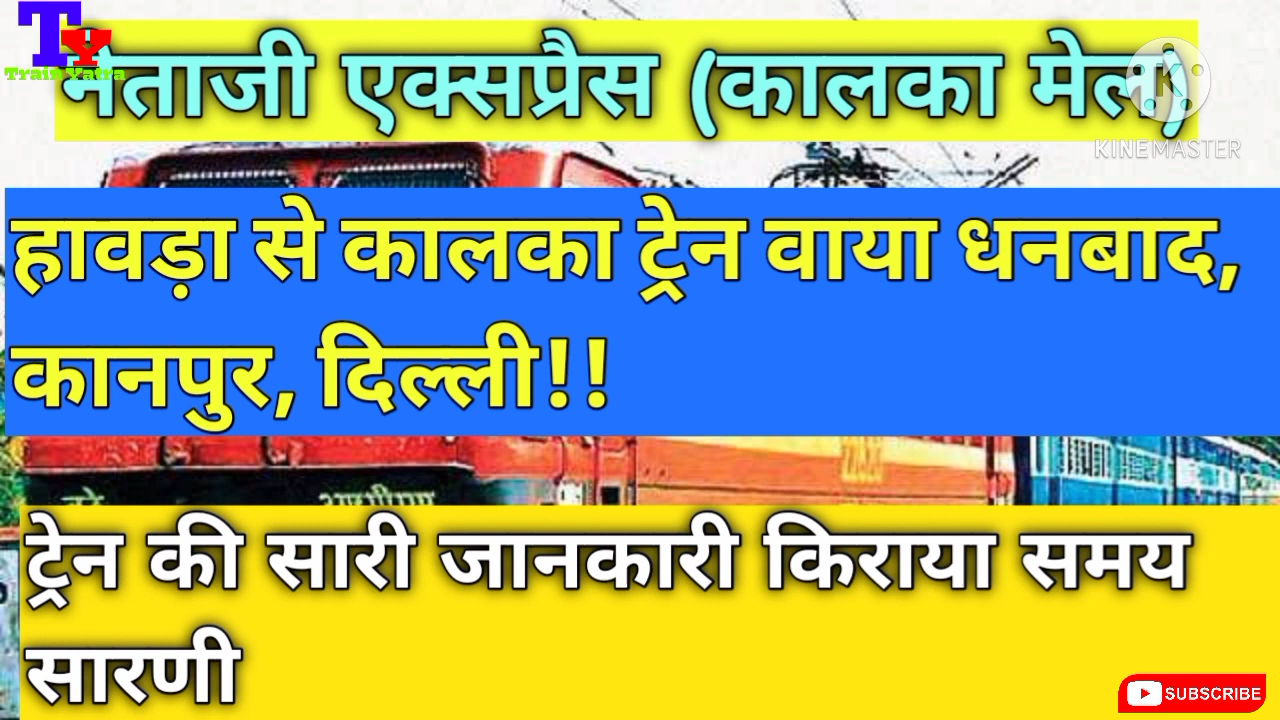 TY
Train Yatra
नेताजी एक्सप्रैस (कालका मेल)
K
KINEMASTER
हावड़ा से कालका ट्रेन वाया धनबाद,
कानपुर, दिल्ली!!
ट्रेन की सारी जानकारी किराया समय
सारणी
SUBSCRIBE